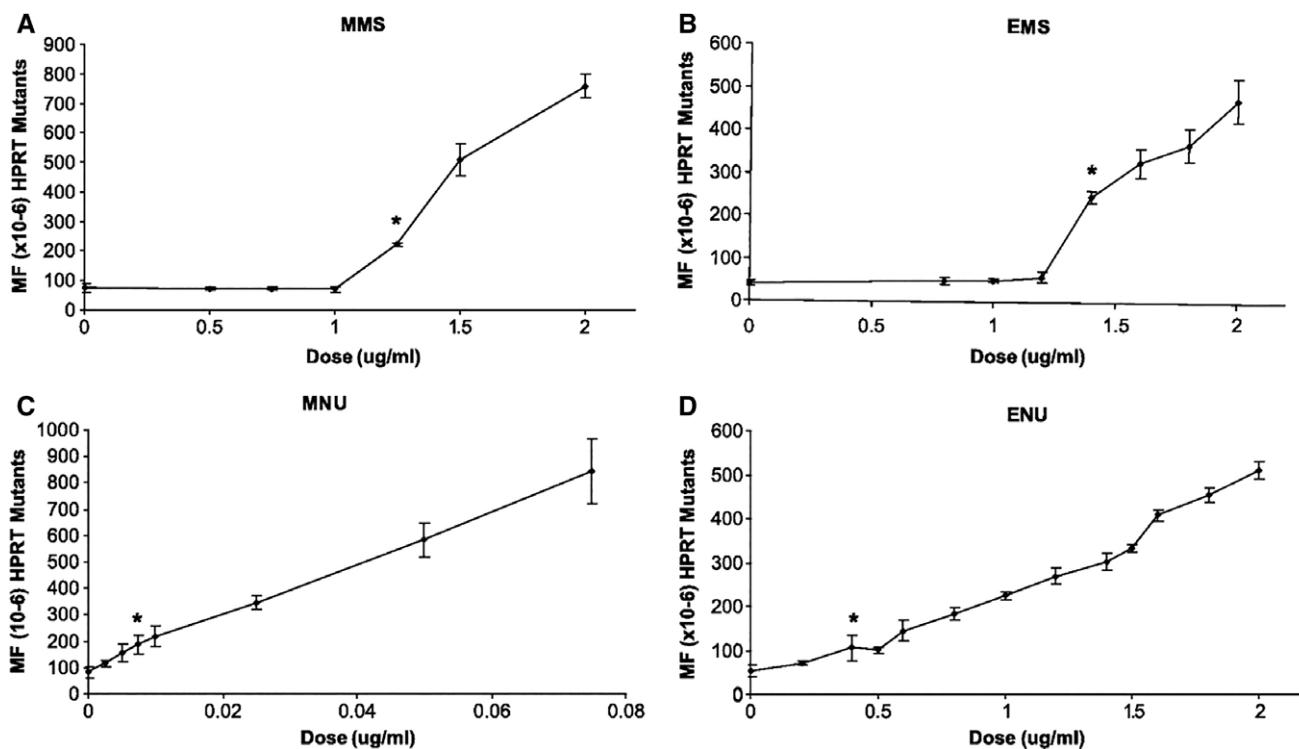 A
MMS
MF (x10-6) HPRT Mutants
900
800
700
600
500
400
300
200
100
0
*
0 0.5 1 1.5 2
Dose (ug/ml)
B
EMS
MF (x10-6) HPRT Mutants
600
500
400
300
200
100
0
*
0 0.5 1 1.5 2
Dose (ug/ml)
C
MNU
MF (10-6) HPRT Mutants
1000
900
800
700
600
500
400
300
200
100
0
*
0 0.02 0.04 0.06 0.08
Dose (ug/ml)
D
ENU
MF (x10-6) HPRT Mutants
600
500
400
300
200
100
0
*
0 0.5 1 1.5 2
Dose (ug/ml)